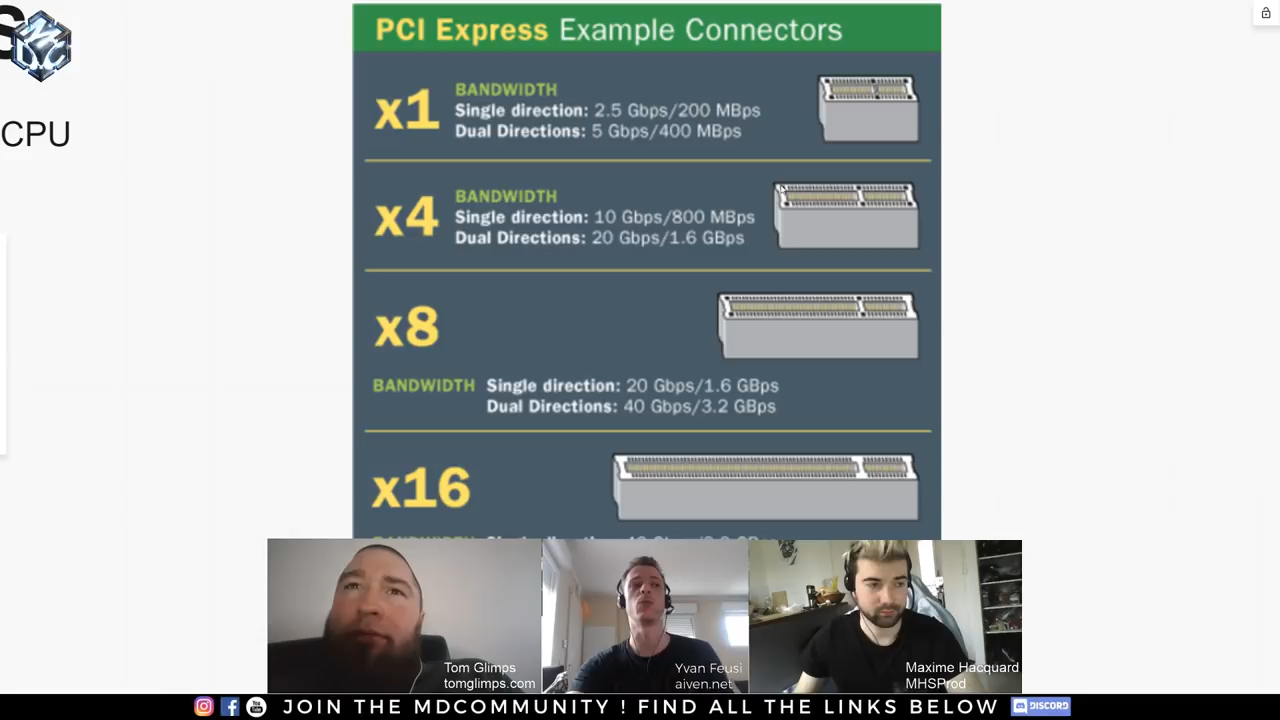 S
CPU
PCI Express Example Connectors
x1
BANDWIDTH
Single direction: 2.5 Gbps/200 MBps
Dual Directions: 5 Gbps/400 MBps
x4
BANDWIDTH
Single direction: 10 Gbps/800 MBps
Dual Directions: 20 Gbps/1.6 GBps
x8
BANDWIDTH Single direction: 20 Gbps/1.6 GBps
Dual Directions: 40 Gbps/3.2 GBps
x16
Tom Glimps
tomglimps.com
Yvan Feusi
aiven.net
Maxime Hacquard
MHSProd
JOIN THE MDCOMMUNITY ! FIND ALL THE LINKS BELOW
DISCORD